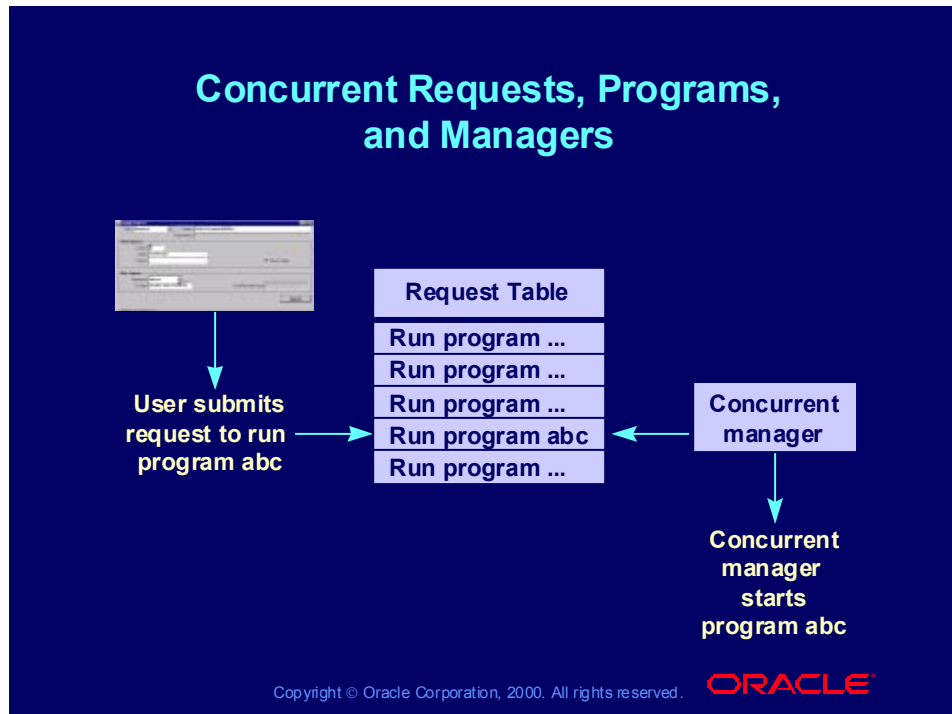 Concurrent Requests, Programs,
and Managers
Request Table
Run program ...
Run program ...
Run program ...
Run program abc
Run program ...
User submits
request to run
program abc
Concurrent
manager
Concurrent
manager
starts
program abc
Copyright © Oracle Corporation, 2000. All rights reserved.
ORACLE®